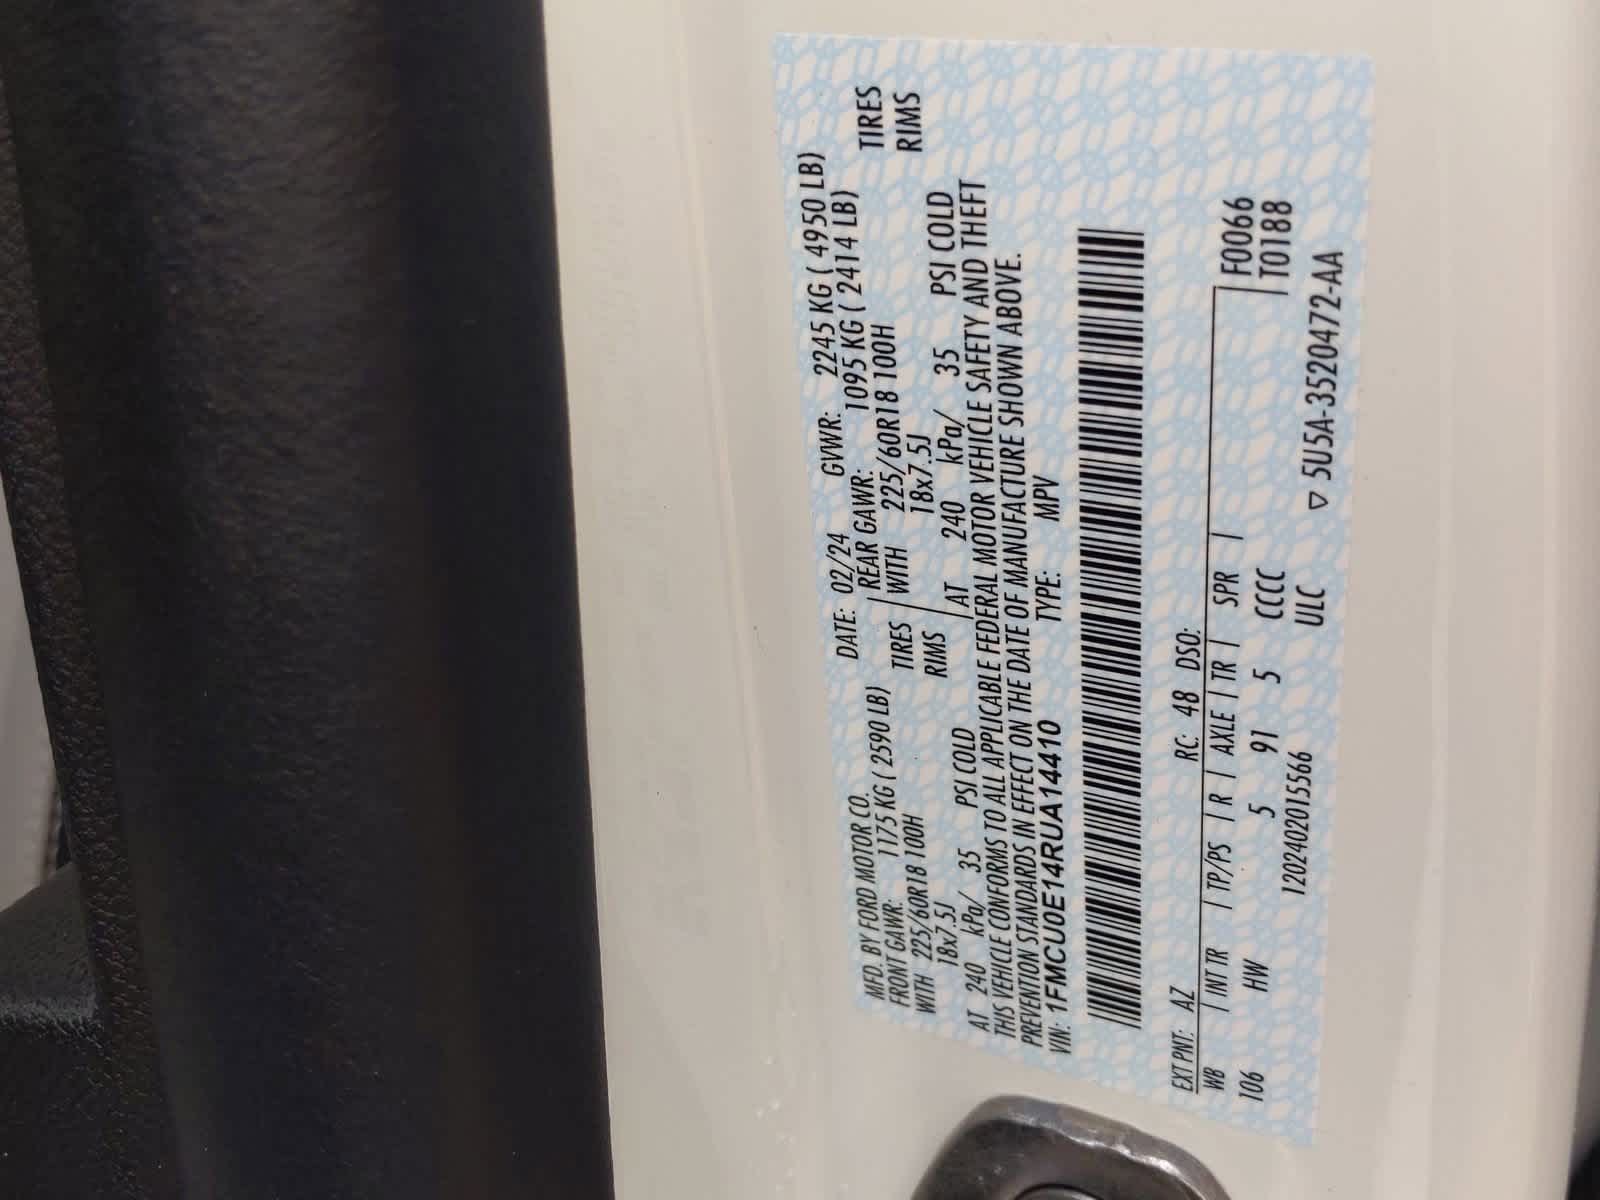 MFD. BY FORD MOTOR CO. DATE: 02/24 GVWR: 2245 KG ( 4950 LB)
FRONT GAWR: 1175 KG ( 2590 LB) REAR GAWR: 1095 KG ( 2414 LB)
WITH 225/60R18 100H TIRES WITH 225/60R18 100H TIRES
18x7.5J RIMS 18x7.5J RIMS
AT 240 kPa/ 35 PSI COLD AT 240 kPa/ 35 PSI COLD
THIS VEHICLE CONFORMS TO ALL APPLICABLE FEDERAL MOTOR VEHICLE SAFETY AND THEFT
PREVENTION STANDARDS IN EFFECT ON THE DATE OF MANUFACTURE SHOWN ABOVE.
VIN: 1FMCU0E14RUA14410 TYPE: MPV
EXT PNT: AZ RC: 48 DSO:
WB | INT TR | TP/PS | R | AXLE | TR | SPR | F0066
106 HW 5 91 5 CCCC T0188
1202402015566 ULC ▽ 5U5A-3520472-AA